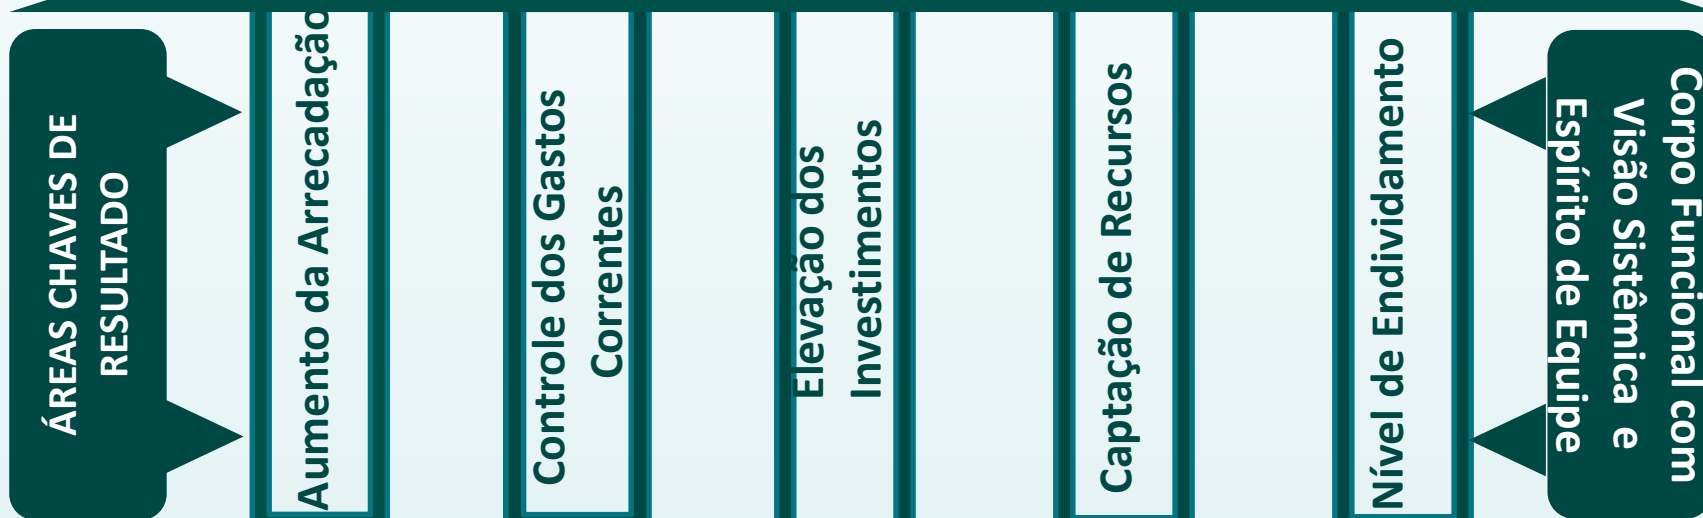 ÁREAS CHAVES DE
RESULTADO
Aumento da Arrecadação
Controle dos Gastos
Correntes
Elevação dos
Investimentos
Captação de Recursos
Nível de Endividamento
Corpo Funcional com
Visão Sistêmica e
Espírito de Equipe